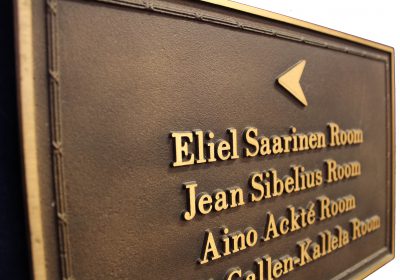 Eliel Saarinen Room
Jean Sibelius Room
Aino Ackté Room
Gallen-Kallela Room